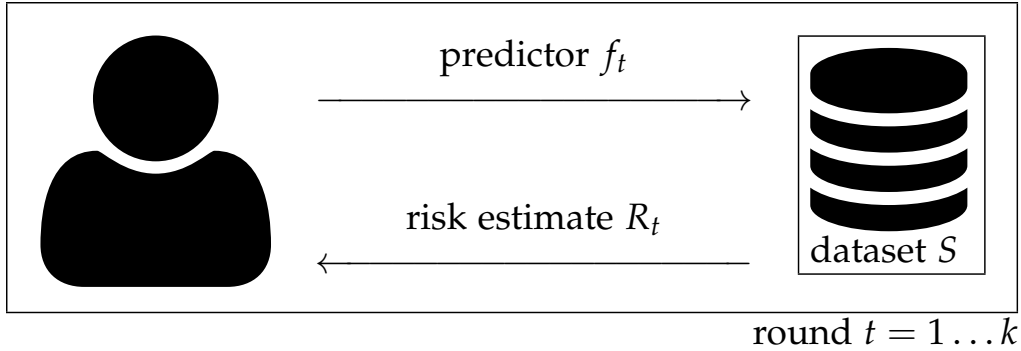 predictor f_t
risk estimate R_t
dataset S
round t = 1 … k